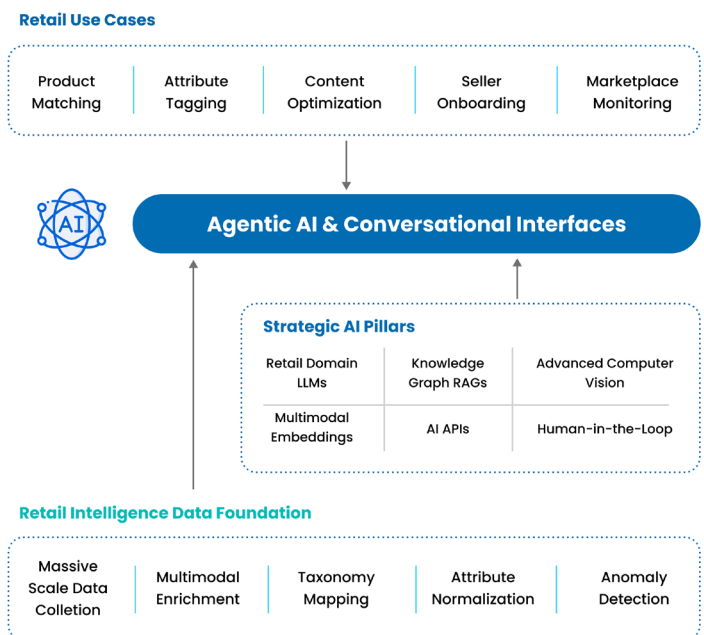 Retail Use Cases
Product
Matching
Attribute
Tagging
Content
Optimization
Seller
Onboarding
Marketplace
Monitoring
AI
Agentic AI & Conversational Interfaces
Strategic AI Pillars
Retail Domain
LLMs
Knowledge
Graph RAGs
Advanced Computer
Vision
Multimodal
Embeddings
AI APIs
Human-in-the-Loop
Retail Intelligence Data Foundation
Massive
Scale Data
Colletion
Multimodal
Enrichment
Taxonomy
Mapping
Attribute
Normalization
Anomaly
Detection